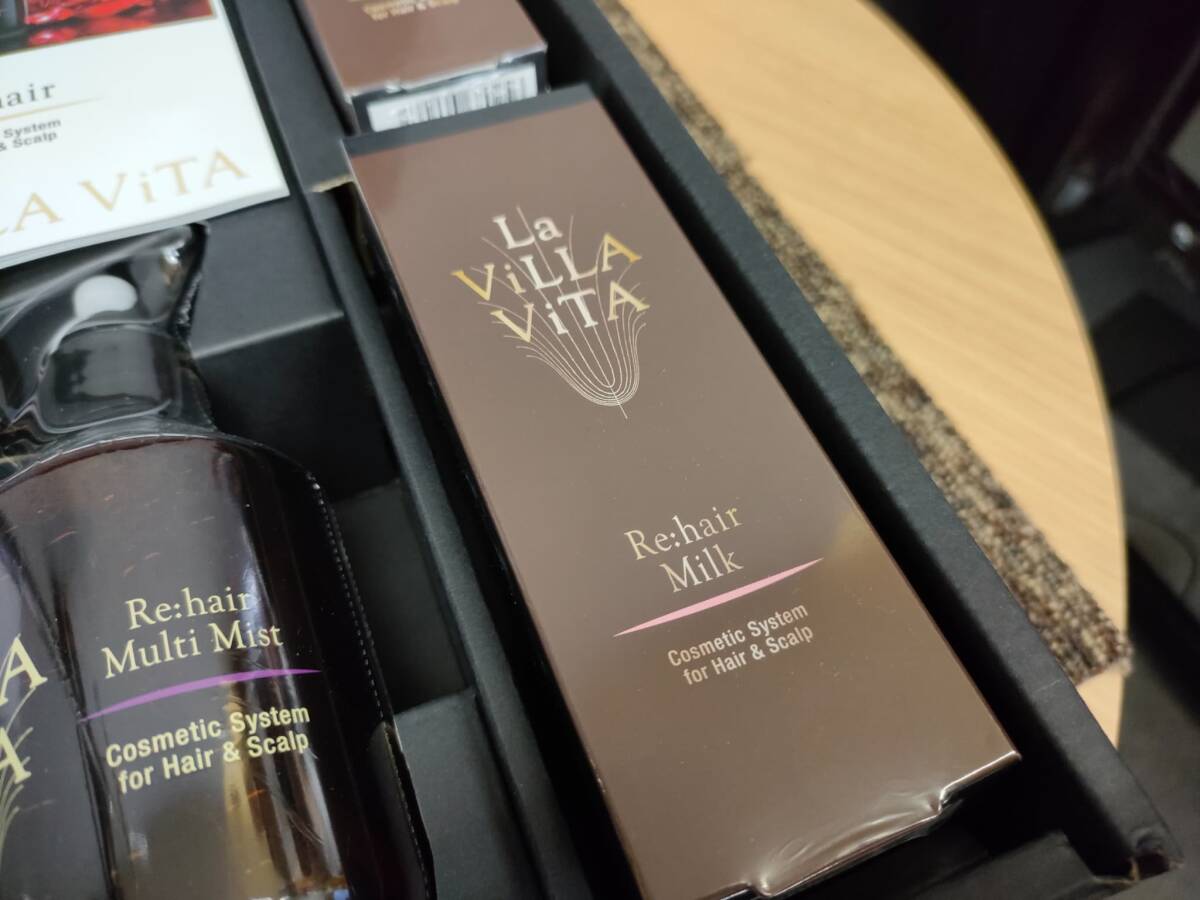 for Hair & Scalp
hair
System
& Scalp
LA ViTA
La
ViLLA
ViTA
Re:hair
Milk
Cosmetic System
for Hair & Scalp
Re:hair
Multi Mist
Cosmetic System
for Hair & Scalp
A
A